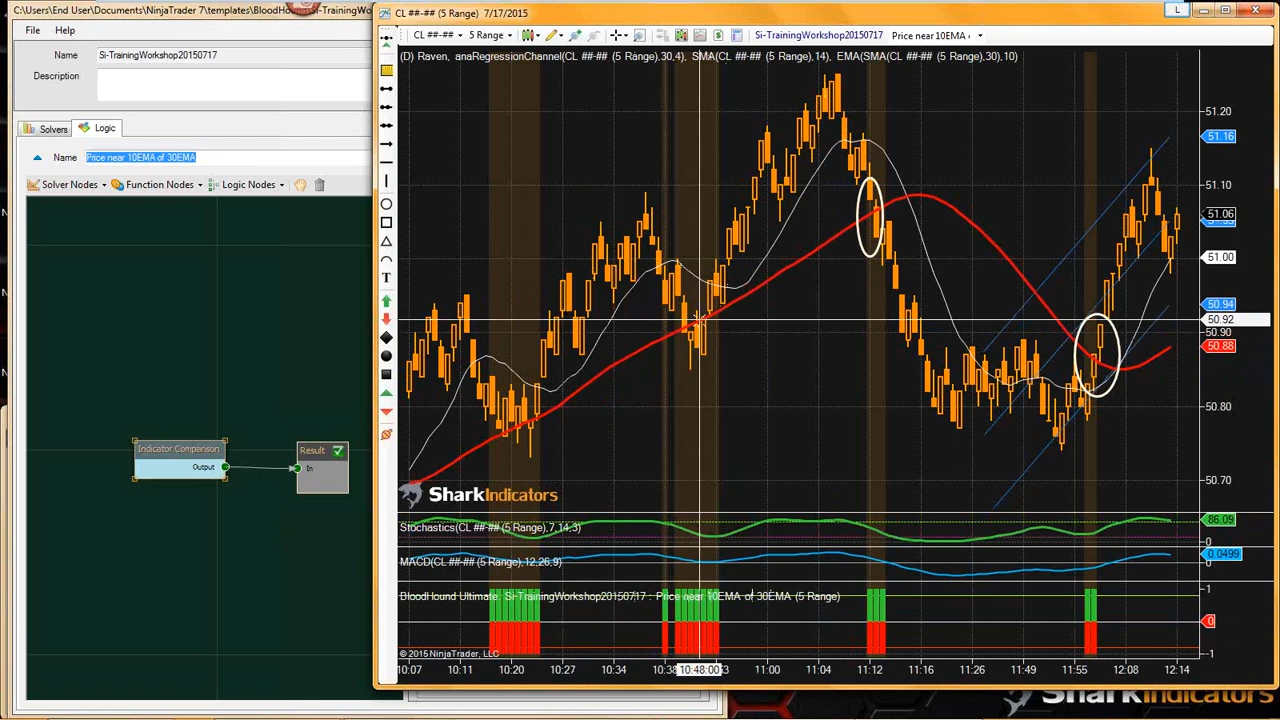 C:\Users\End User\Documents\NinjaTrader 7\templates\BloodHound\Si-TrainingWork
File Help
Name Si-TrainingWorkshop20150717
Description
Solvers Logic
Name Price near 10EMA of 30EMA
Solver Nodes Function Nodes Logic Nodes
Indicator Comparison
Output
Result
In
CL ##-## (5 Range) 7/17/2015
L
CL ##-## 5 Range Si-TrainingWorkshop20150717 Price near 10EMA
(D) Raven, anaRegressionChannel(CL ##-## (5 Range),30,4), SMA(CL ##-## (5 Range),14), EMA(SMA(CL ##-## (5 Range),30),10)
T
51.20
51.16
51.10
51.06
51.00
50.94
50.92
50.90
50.88
50.80
50.70
SharkIndicators
Stochastics(CL ##-## (5 Range),7,14,3)
86.09
0
MACD(CL ##-## (5 Range),12,26,9)
0.0499
0
BloodHound Ultimate: Si-TrainingWorkshop20150717 : Price near 10EMA of 30EMA (5 Range)
1
0
-1
© 2015 NinjaTrader, LLC
10:07 10:11 10:20 10:27 10:34 10:38 10:48:00 11:00 11:04 11:12 11:16 11:26 11:49 11:55 12:08 12:14
SharkIndicators